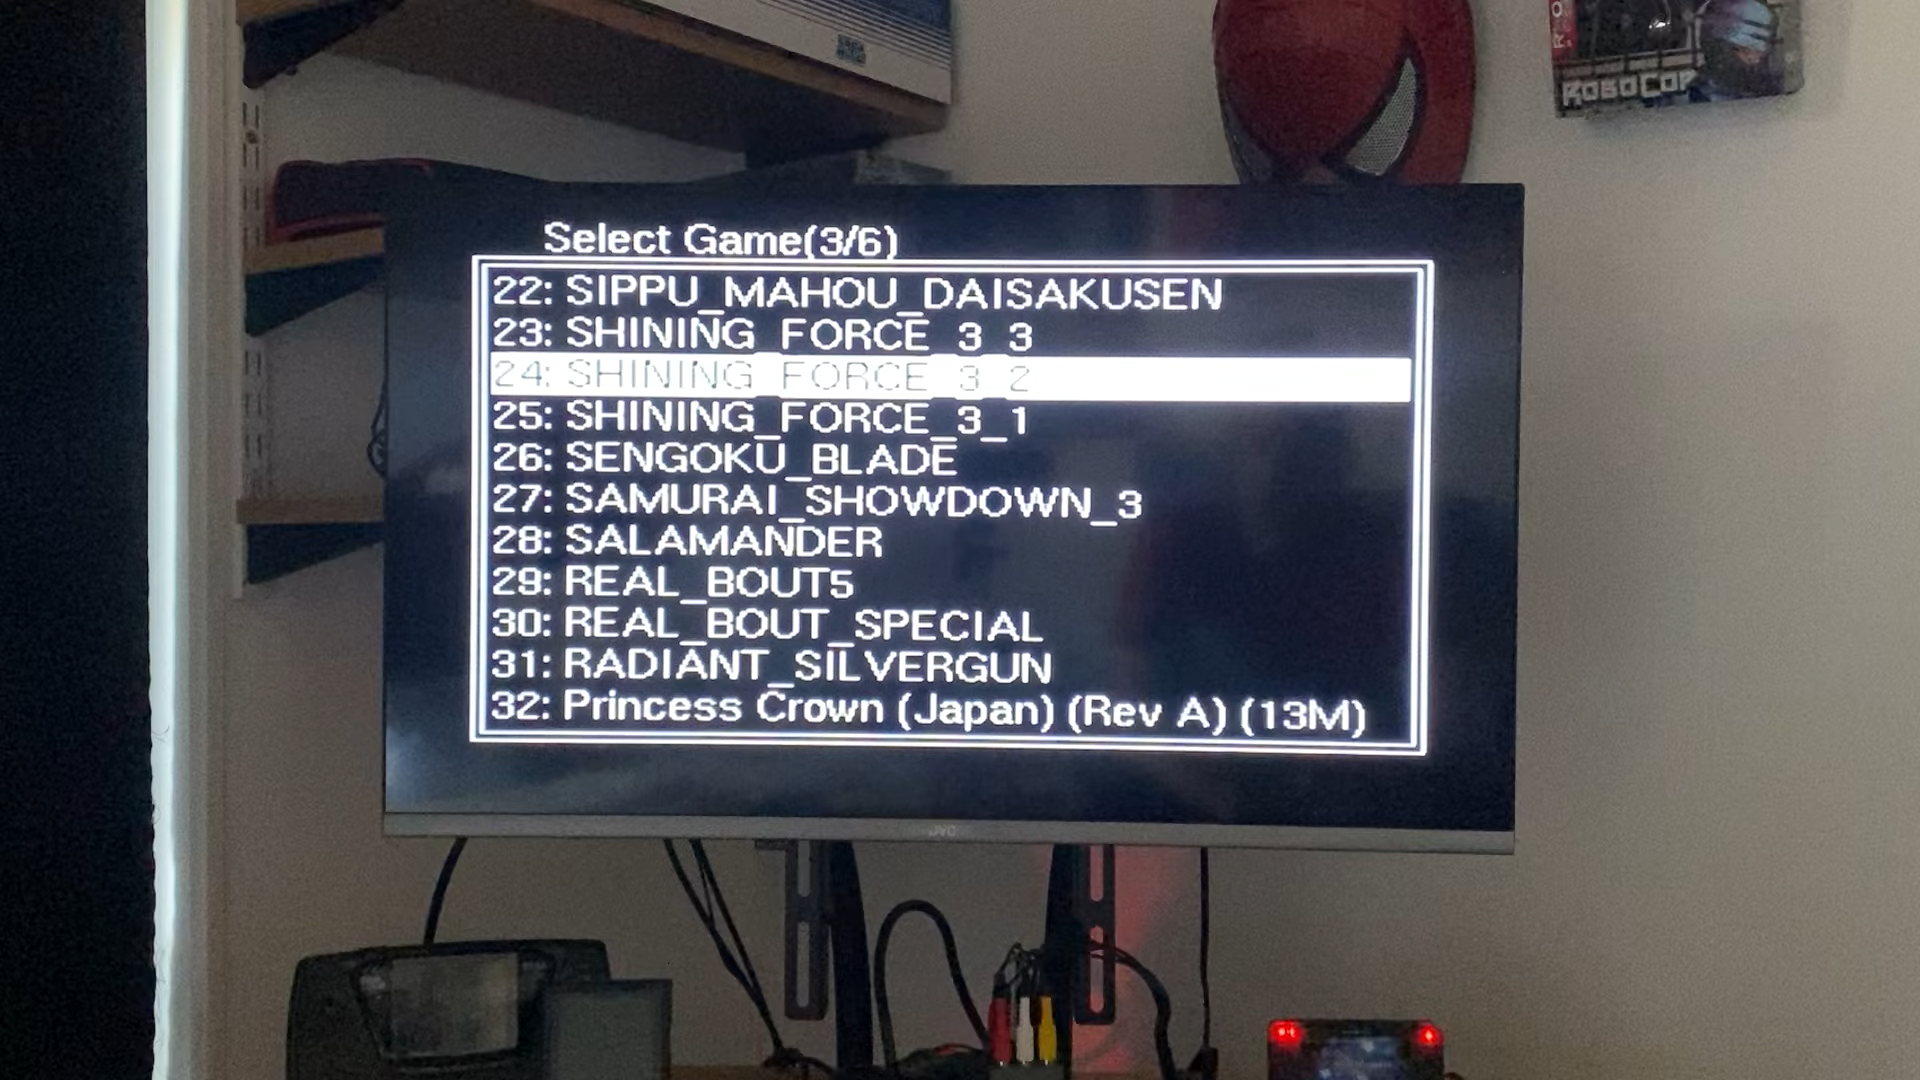 ROBOCOP
Select Game(3/6)
22: SIPPU_MAHOU_DAISAKUSEN
23: SHINING_FORCE_3_3
24: SHINING_FORCE_3_2
25: SHINING_FORCE_3_1
26: SENGOKU_BLADE
27: SAMURAI_SHOWDOWN_3
28: SALAMANDER
29: REAL_BOUT5
30: REAL_BOUT_SPECIAL
31: RADIANT_SILVERGUN
32: Princess Crown (Japan) (Rev A) (13M)
JVC